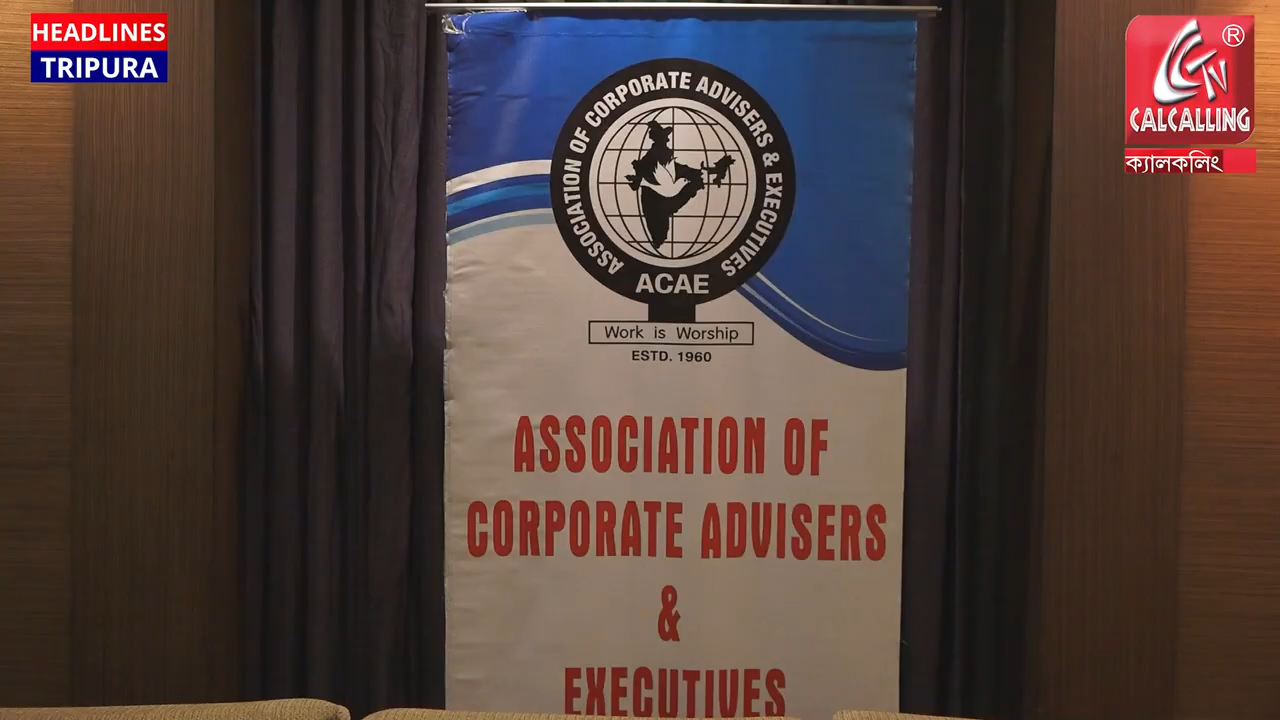 HEADLINES
TRIPURA
CGN
®
CALCALLING
ক্যালকলিং
ASSOCIATION OF CORPORATE ADVISERS & EXECUTIVES
ACAE
Work is Worship
ESTD. 1960
ASSOCIATION OF
CORPORATE ADVISERS
&
EXECUTIVES